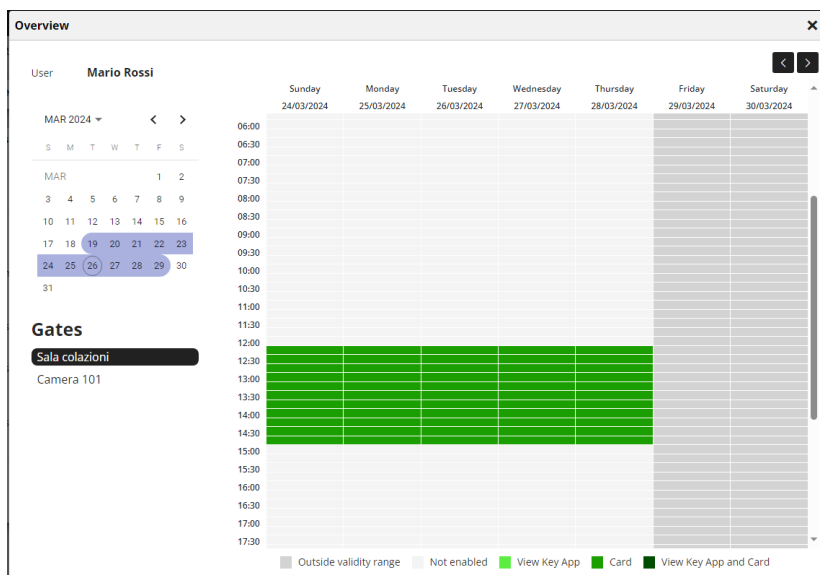 Overview
User Mario Rossi
MAR 2024
S M T W T F S
MAR 1 2
3 4 5 6 7 8 9
10 11 12 13 14 15 16
17 18 19 20 21 22 23
24 25 26 27 28 29 30
31
Gates
Sala colazioni
Camera 101
Sunday Monday Tuesday Wednesday Thursday Friday Saturday
24/03/2024 25/03/2024 26/03/2024 27/03/2024 28/03/2024 29/03/2024 30/03/2024
06:00
06:30
07:00
07:30
08:00
08:30
09:00
09:30
10:00
10:30
11:00
11:30
12:00
12:30
13:00
13:30
14:00
14:30
15:00
15:30
16:00
16:30
17:00
17:30
Outside validity range Not enabled View Key App Card View Key App and Card